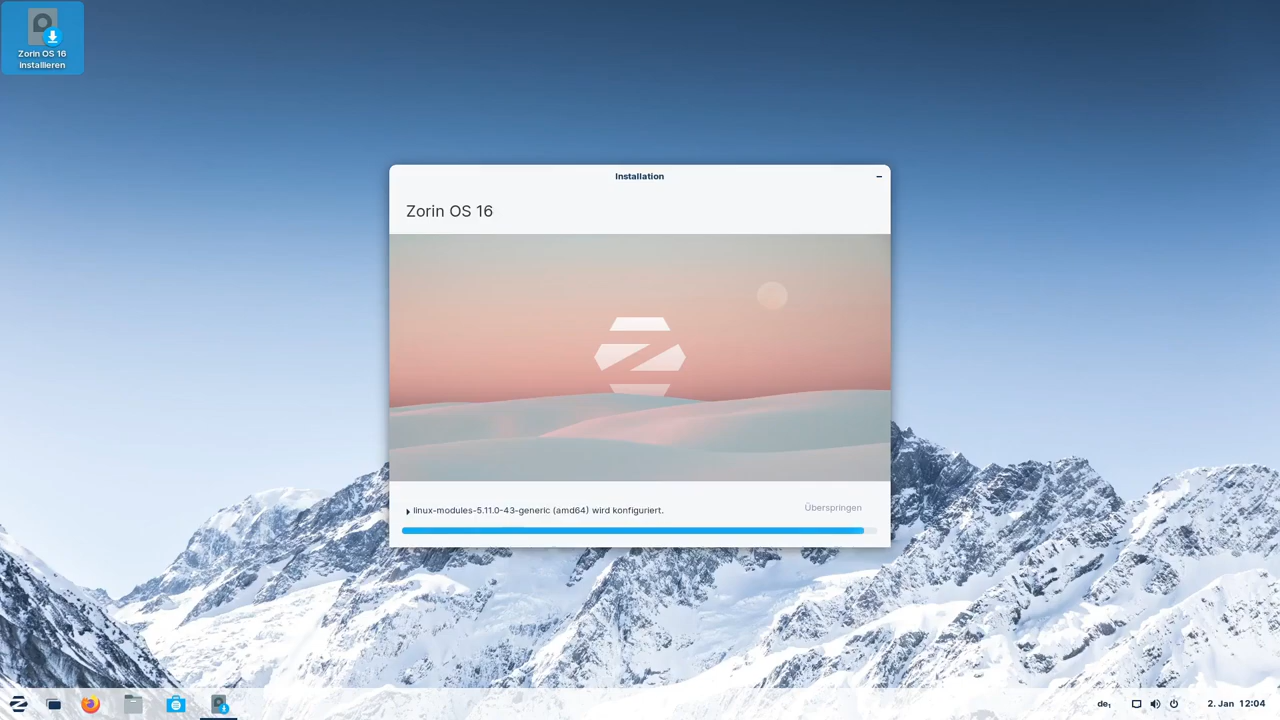 Zorin OS 16
installieren
Installation
Zorin OS 16
linux-modules-5.11.0-43-generic (amd64) wird konfiguriert.
Überspringen
de₁
2. Jan 12:04